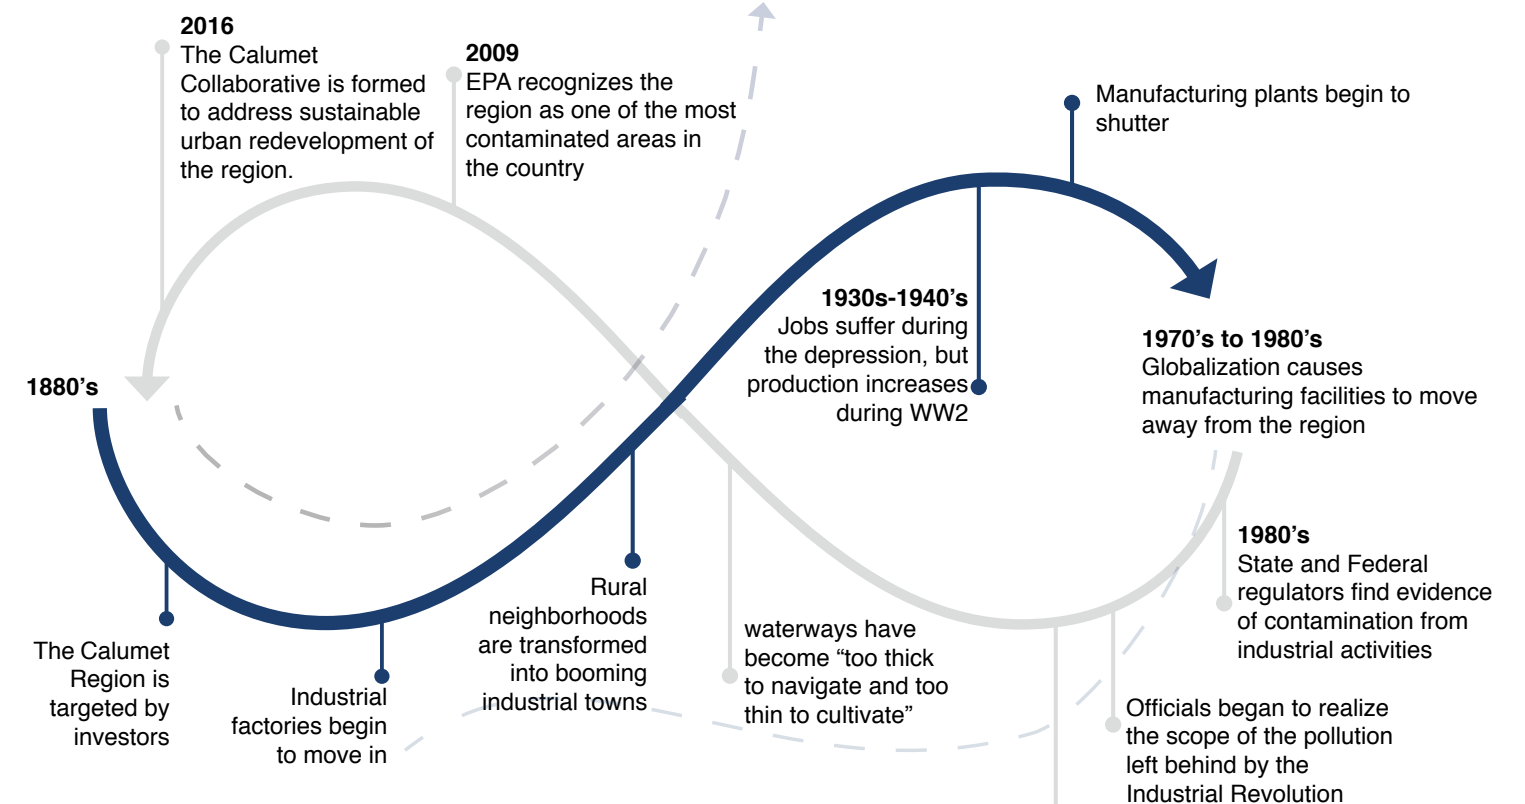 2016
The Calumet
Collaborative is formed
to address sustainable
urban redevelopment of
the region.
2009
EPA recognizes the
region as one of the most
contaminated areas in
the country
Manufacturing plants begin to
shutter
1930s-1940’s
Jobs suffer during
the depression, but
production increases
during WW2
1970’s to 1980’s
Globalization causes
manufacturing facilities to move
away from the region
1880’s
The Calumet
Region is
targeted by
investors
Industrial
factories begin
to move in
Rural
neighborhoods
are transformed
into booming
industrial towns
waterways have
become “too thick
to navigate and too
thin to cultivate”
1980’s
State and Federal
regulators find evidence
of contamination from
industrial activities
Officials began to realize
the scope of the pollution
left behind by the
Industrial Revolution